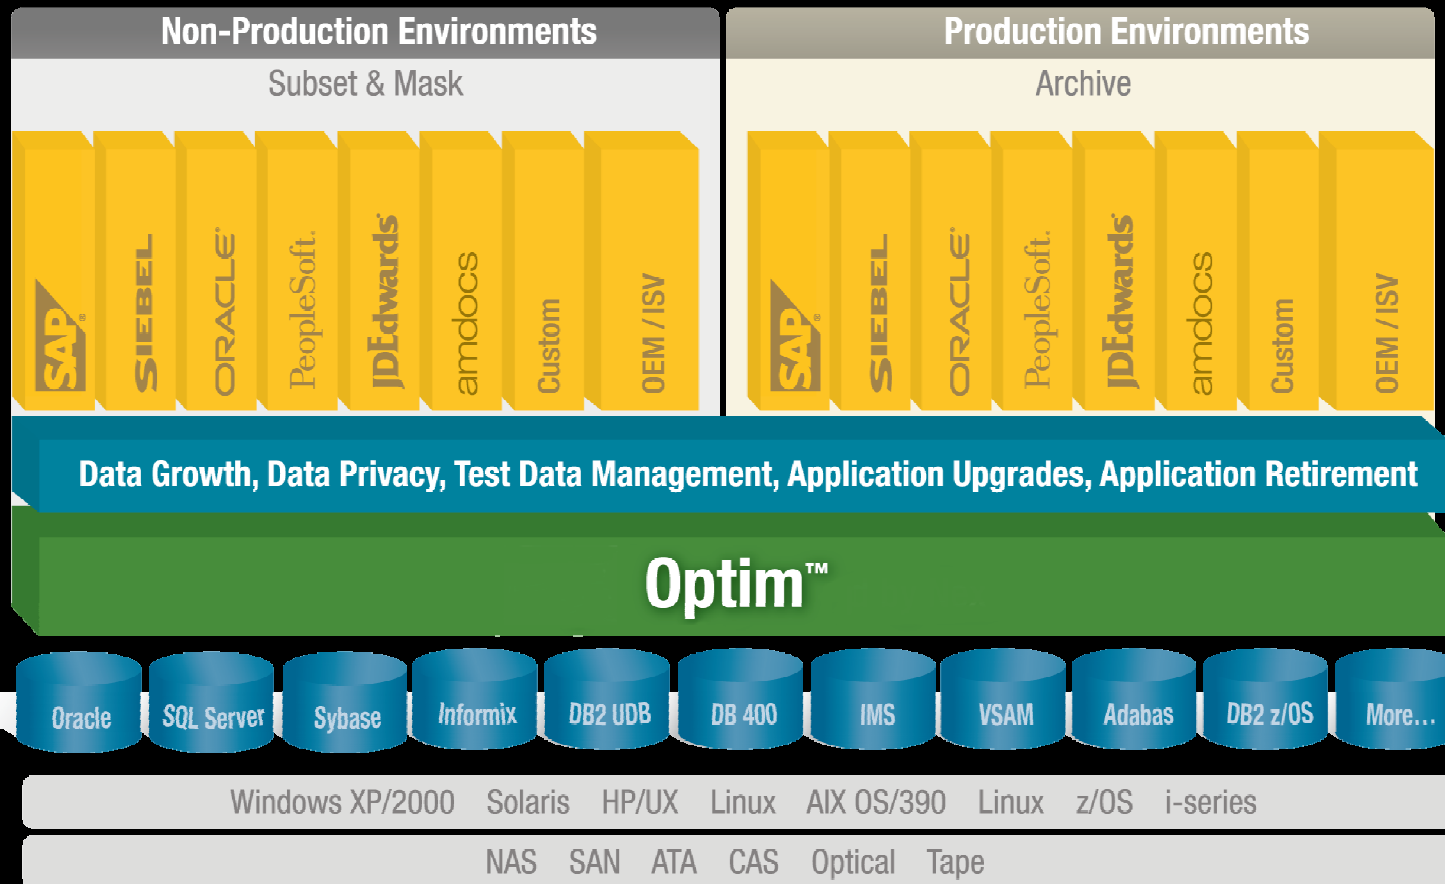 Non-Production Environments
Production Environments
Subset & Mask
Archive
SAP®
SIEBEL
ORACLE®
PeopleSoft.
JDEdwards®
amdocs
Custom
OEM / ISV
SAP®
SIEBEL
ORACLE®
PeopleSoft.
JDEdwards®
amdocs
Custom
OEM / ISV
Data Growth, Data Privacy, Test Data Management, Application Upgrades, Application Retirement
Optim™
Oracle
SQL Server
Sybase
Informix
DB2 UDB
DB 400
IMS
VSAM
Adabas
DB2 z/OS
More...
Windows XP/2000 Solaris HP/UX Linux AIX OS/390 Linux z/OS i-series
NAS SAN ATA CAS Optical Tape